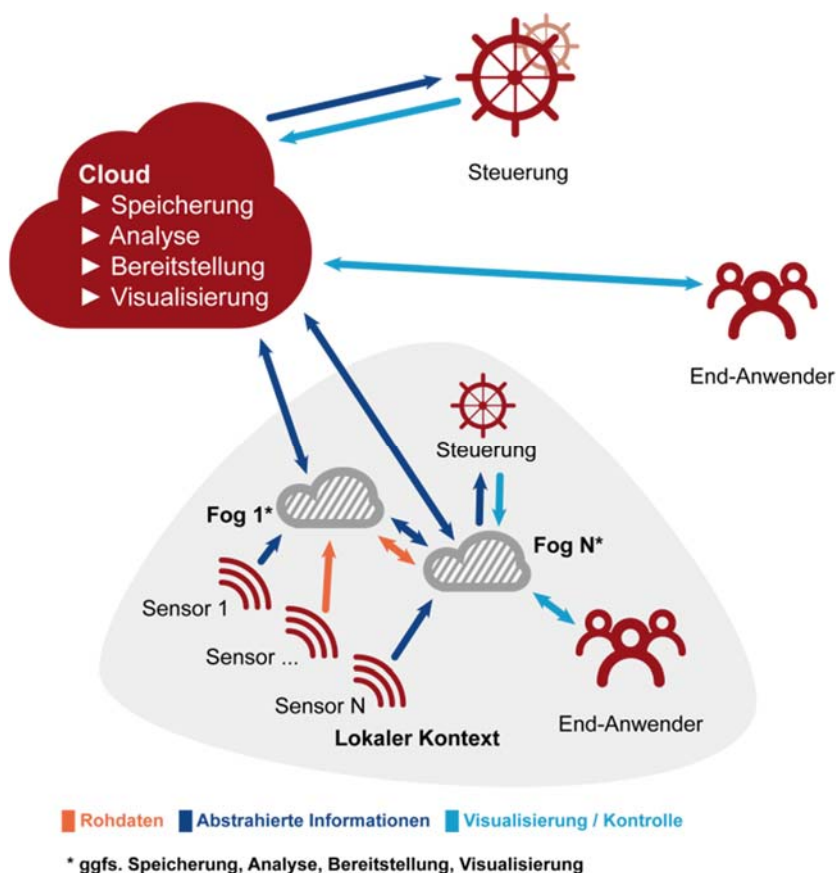 Steuerung
Cloud
► Speicherung
► Analyse
► Bereitstellung
► Visualisierung
End-Anwender
Steuerung
Fog 1*
Fog N*
Sensor 1
Sensor ...
Sensor N
End-Anwender
Lokaler Kontext
Rohdaten Abstrahierte Informationen Visualisierung / Kontrolle
* ggfs. Speicherung, Analyse, Bereitstellung, Visualisierung